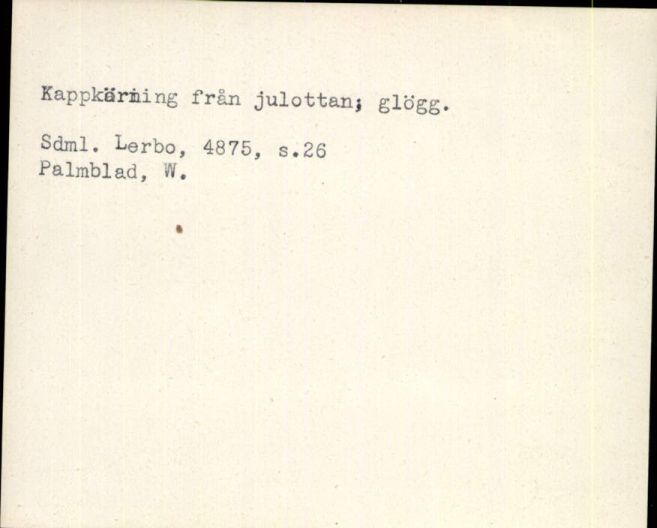 Kappkörning från julottan; glögg.
Sdml. Lerbo, 4875, s.26
Palmblad, W.